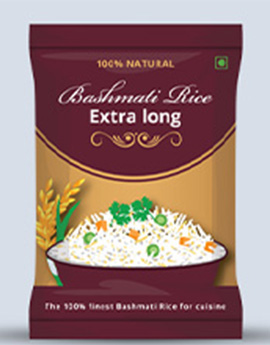 100% NATURAL
Bashmati Rice
Extra long
The 100% finest Bashmati Rice for cuisine